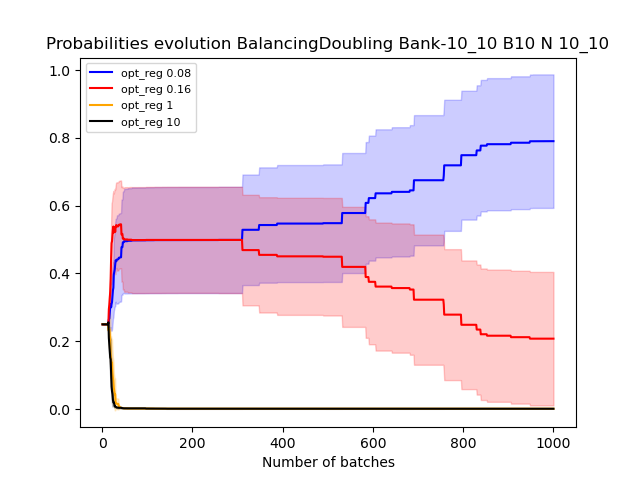 Probabilities evolution BalancingDoubling Bank-10_10 B10 N 10_10
opt_reg 0.08
opt_reg 0.16
opt_reg 1
opt_reg 10
1.0
0.8
0.6
0.4
0.2
0.0
0 200 400 600 800 1000
Number of batches